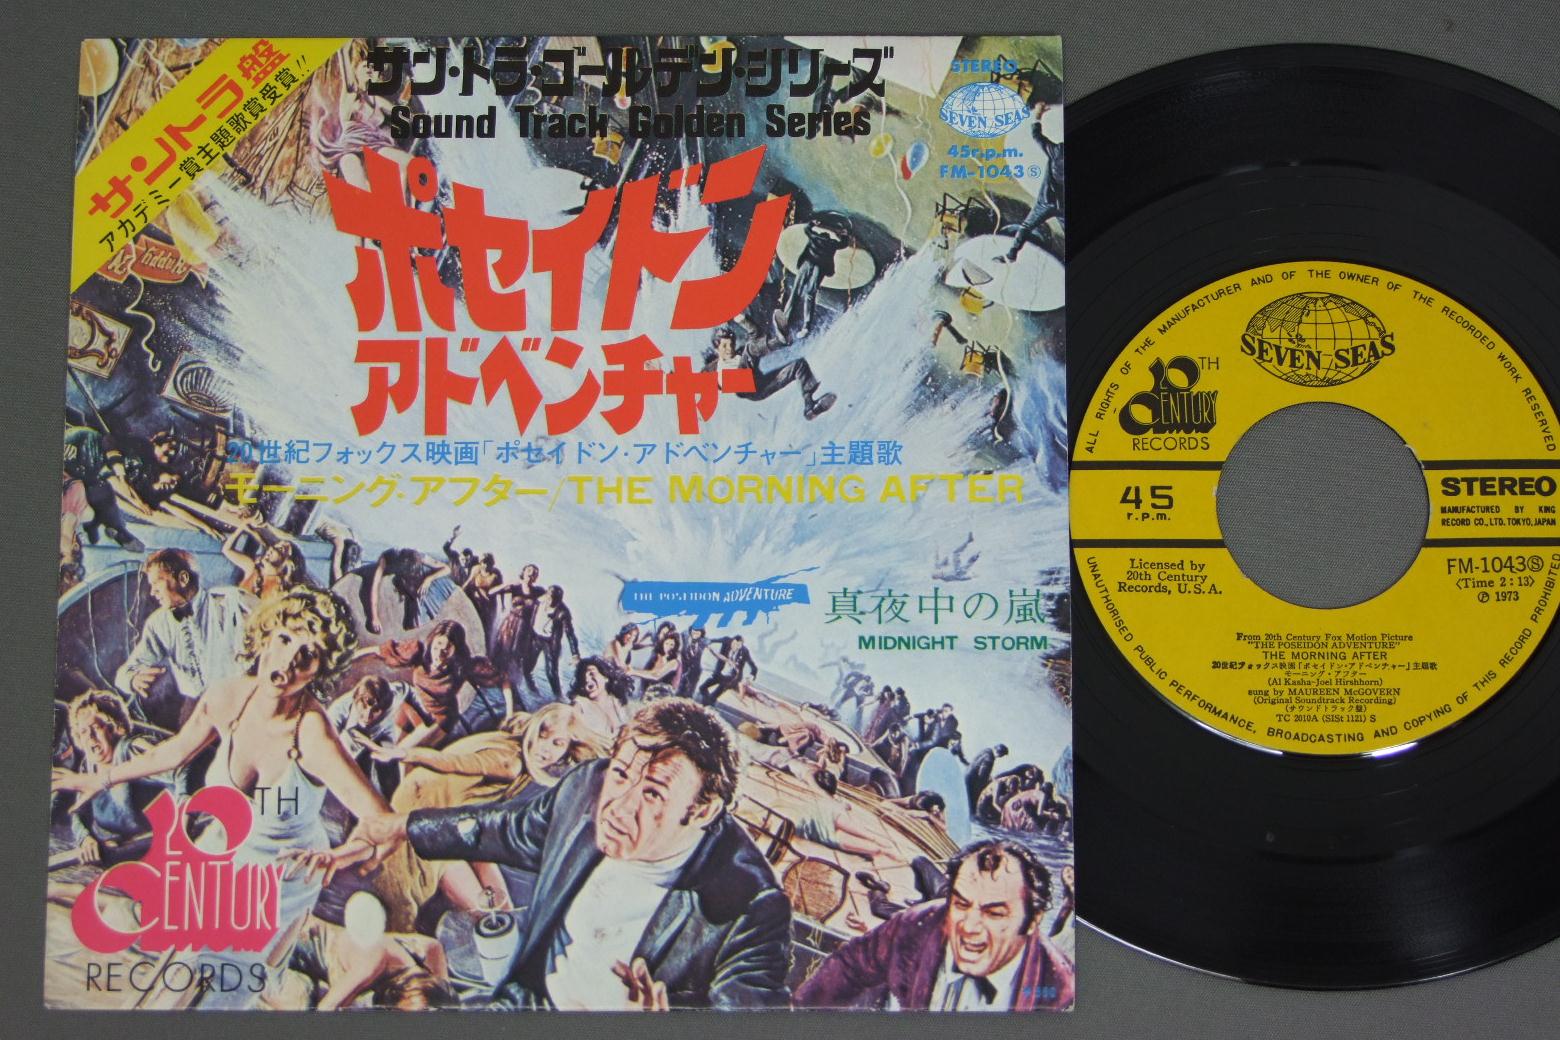 サントラ盤
アカデミー賞主題歌賞受賞!!
サン・トラ・ゴールデン・シリーズ
Sound Track Golden Series
STEREO
SEVEN SEAS
45r.p.m.
FM-1043Ⓢ
ポセイドン
アドベンチャー
20世紀フォックス映画「ポセイドン・アドベンチャー」主題歌
モーニング・アフター/THE MORNING AFTER
THE POSEIDON ADVENTURE
真夜中の嵐
MIDNIGHT STORM
20TH
CENTURY
RECORDS
ALL RIGHTS OF THE MANUFACTURER AND OF THE OWNER OF THE RECORDED WORK RESERVED
SEVEN SEAS
20TH
CENTURY
RECORDS
45
r.p.m.
STEREO
MANUFACTURED BY KING
RECORD CO., LTD. TOKYO, JAPAN
Licensed by
20th Century
Records, U.S.A.
FM-1043Ⓢ
(Time 2:13)
Ⓟ 1973
From 20th Century Fox Motion Picture
"THE POSEIDON ADVENTURE"
THE MORNING AFTER
20世紀フォックス映画「ポセイドン・アドベンチャー」主題歌
モーニング・アフター
(Al Kasha-Joel Hirshhorn)
sung by MAUREEN McGOVERN
(Original Soundtrack Recording)
(サウンドトラック盤)
TC 2010A (SISt 1121) S
UNAUTHORISED PUBLIC PERFORMANCE, BROADCASTING AND COPYING OF THIS RECORD PROHIBITED